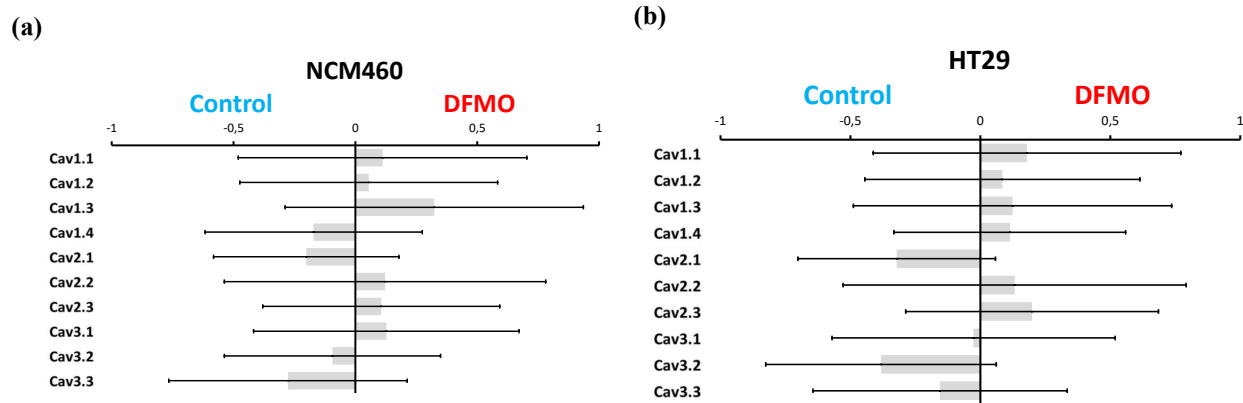 (a)
NCM460
Control DFMO
-1 -0,5 0 0,5 1
Cav1.1
Cav1.2
Cav1.3
Cav1.4
Cav2.1
Cav2.2
Cav2.3
Cav3.1
Cav3.2
Cav3.3
(b)
HT29
Control DFMO
-1 -0,5 0 0,5 1
Cav1.1
Cav1.2
Cav1.3
Cav1.4
Cav2.1
Cav2.2
Cav2.3
Cav3.1
Cav3.2
Cav3.3